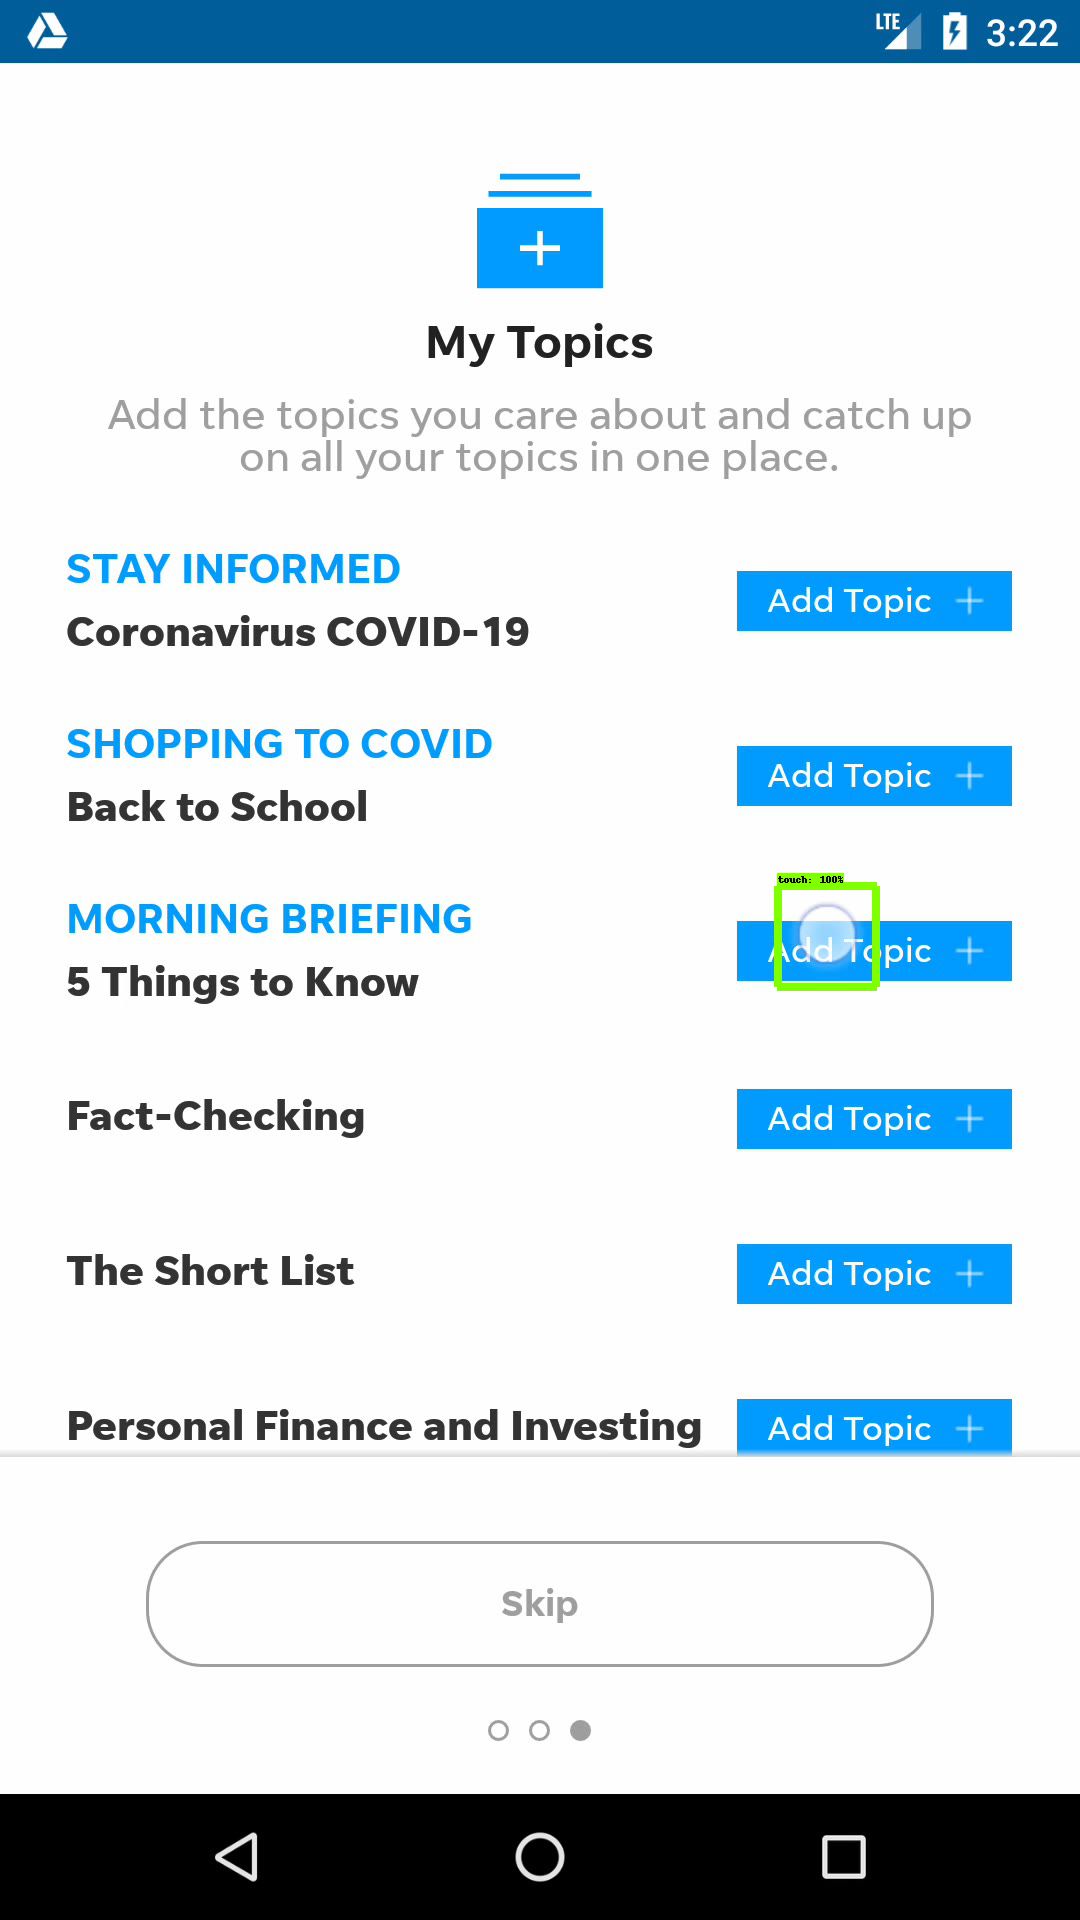 LTE 3:22
My Topics
Add the topics you care about and catch up
on all your topics in one place.
STAY INFORMED
Coronavirus COVID-19
Add Topic +
SHOPPING TO COVID
Back to School
Add Topic +
touch: 100%
MORNING BRIEFING
5 Things to Know
Add Topic +
Fact-Checking
Add Topic +
The Short List
Add Topic +
Personal Finance and Investing
Add Topic +
Skip